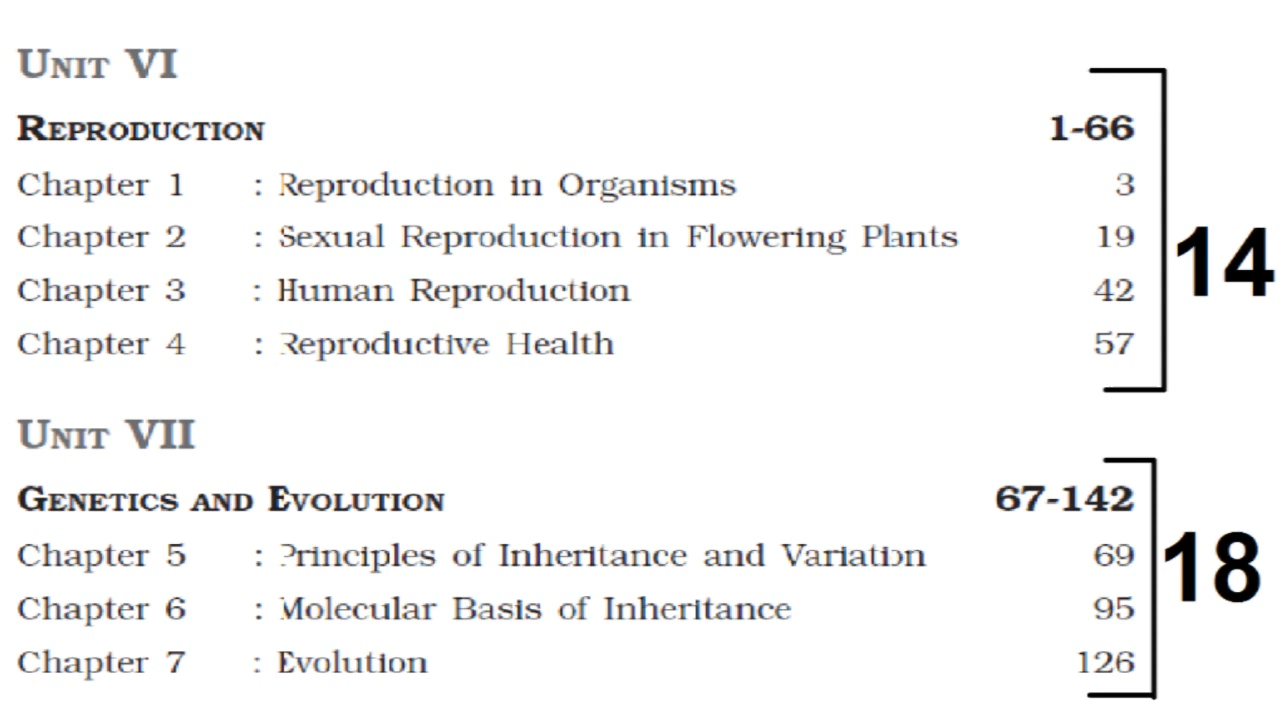 UNIT VI
REPRODUCTION 1-66
Chapter 1 : Reproduction in Organisms 3
Chapter 2 : Sexual Reproduction in Flowering Plants 19
Chapter 3 : Human Reproduction 42
Chapter 4 : Reproductive Health 57
14
UNIT VII
GENETICS AND EVOLUTION 67-142
Chapter 5 : Principles of Inheritance and Variation 69
Chapter 6 : Molecular Basis of Inheritance 95
Chapter 7 : Evolution 126
18